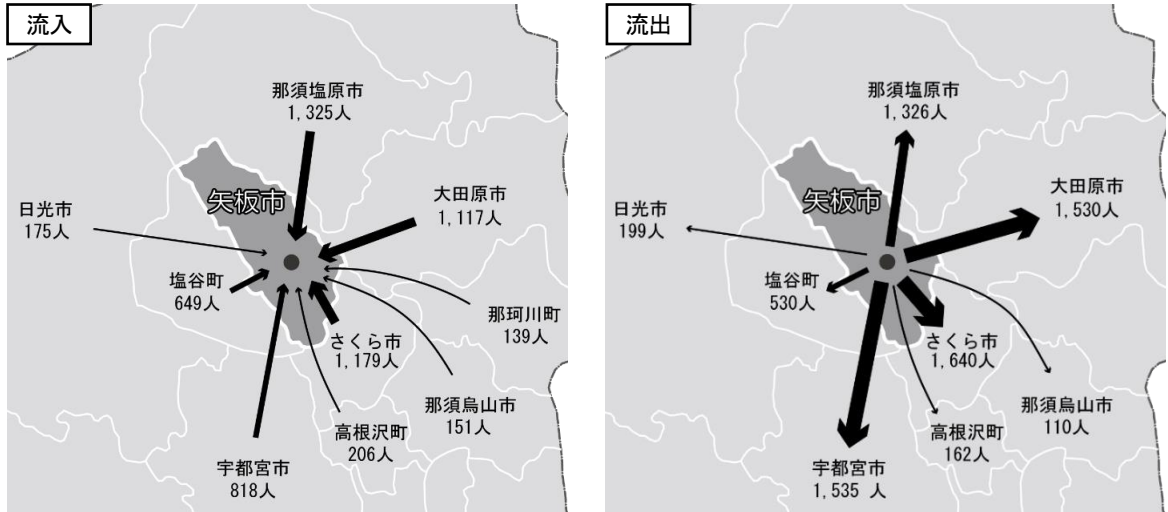 流入
那須塩原市
1,325人
矢板市
大田原市
1,117人
日光市
175人
塩谷町
649人
那珂川町
139人
さくら市
1,179人
那須烏山市
151人
高根沢町
206人
宇都宮市
818人
流出
那須塩原市
1,326人
矢板市
大田原市
1,530人
日光市
199人
塩谷町
530人
さくら市
1,640人
那須烏山市
110人
高根沢町
162人
宇都宮市
1,535 人